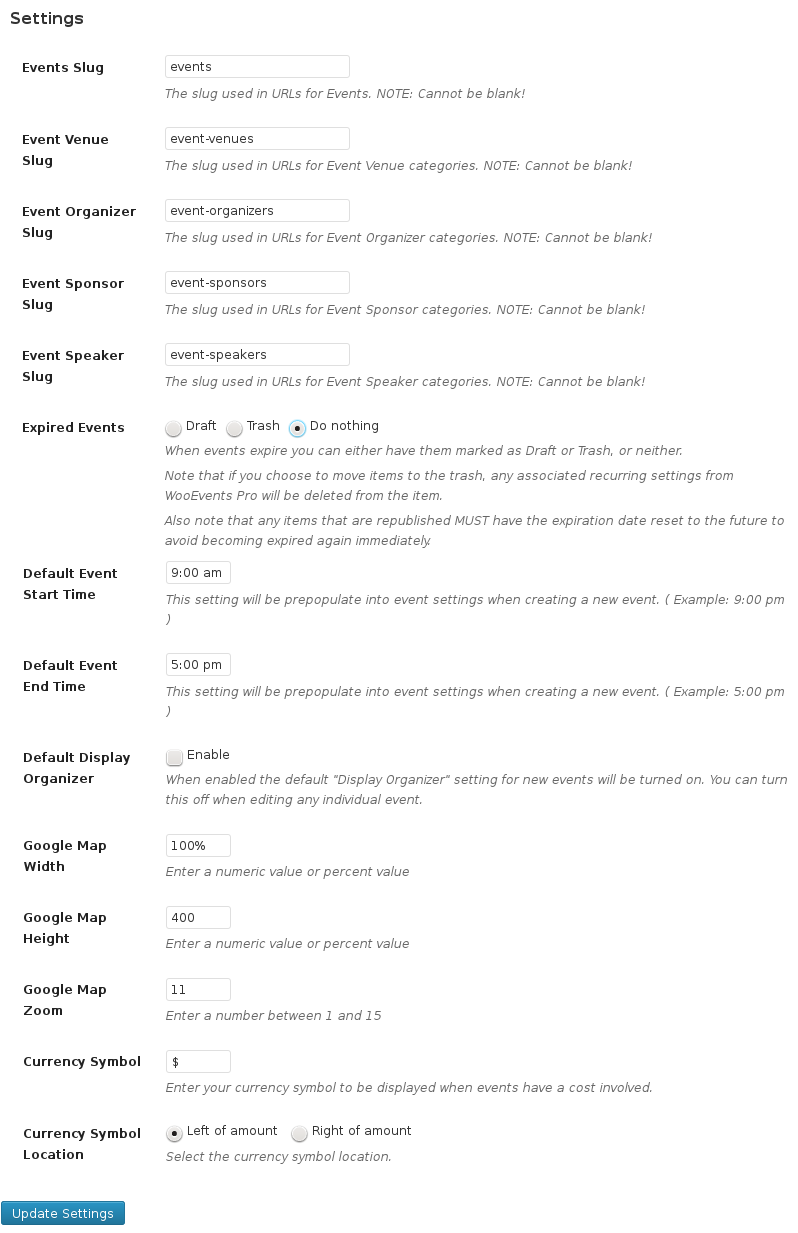 Settings
Events Slug
events
The slug used in URLs for Events. NOTE: Cannot be blank!
Event Venue
Slug
event-venues
The slug used in URLs for Event Venue categories. NOTE: Cannot be blank!
Event Organizer
Slug
event-organizers
The slug used in URLs for Event Organizer categories. NOTE: Cannot be blank!
Event Sponsor
Slug
event-sponsors
The slug used in URLs for Event Sponsor categories. NOTE: Cannot be blank!
Event Speaker
Slug
event-speakers
The slug used in URLs for Event Speaker categories. NOTE: Cannot be blank!
Expired Events
Draft Trash Do nothing
When events expire you can either have them marked as Draft or Trash, or neither.
Note that if you choose to move items to the trash, any associated recurring settings from
WooEvents Pro will be deleted from the item.
Also note that any items that are republished MUST have the expiration date reset to the future to
avoid becoming expired again immediately.
Default Event
Start Time
9:00 am
This setting will be prepopulate into event settings when creating a new event. ( Example: 9:00 pm
)
Default Event
End Time
5:00 pm
This setting will be prepopulate into event settings when creating a new event. ( Example: 5:00 pm
)
Default Display
Organizer
Enable
When enabled the default "Display Organizer" setting for new events will be turned on. You can turn
this off when editing any individual event.
Google Map
Width
100%
Enter a numeric value or percent value
Google Map
Height
400
Enter a numeric value or percent value
Google Map
Zoom
11
Enter a number between 1 and 15
Currency Symbol
$
Enter your currency symbol to be displayed when events have a cost involved.
Currency Symbol
Location
Left of amount Right of amount
Select the currency symbol location.
Update Settings